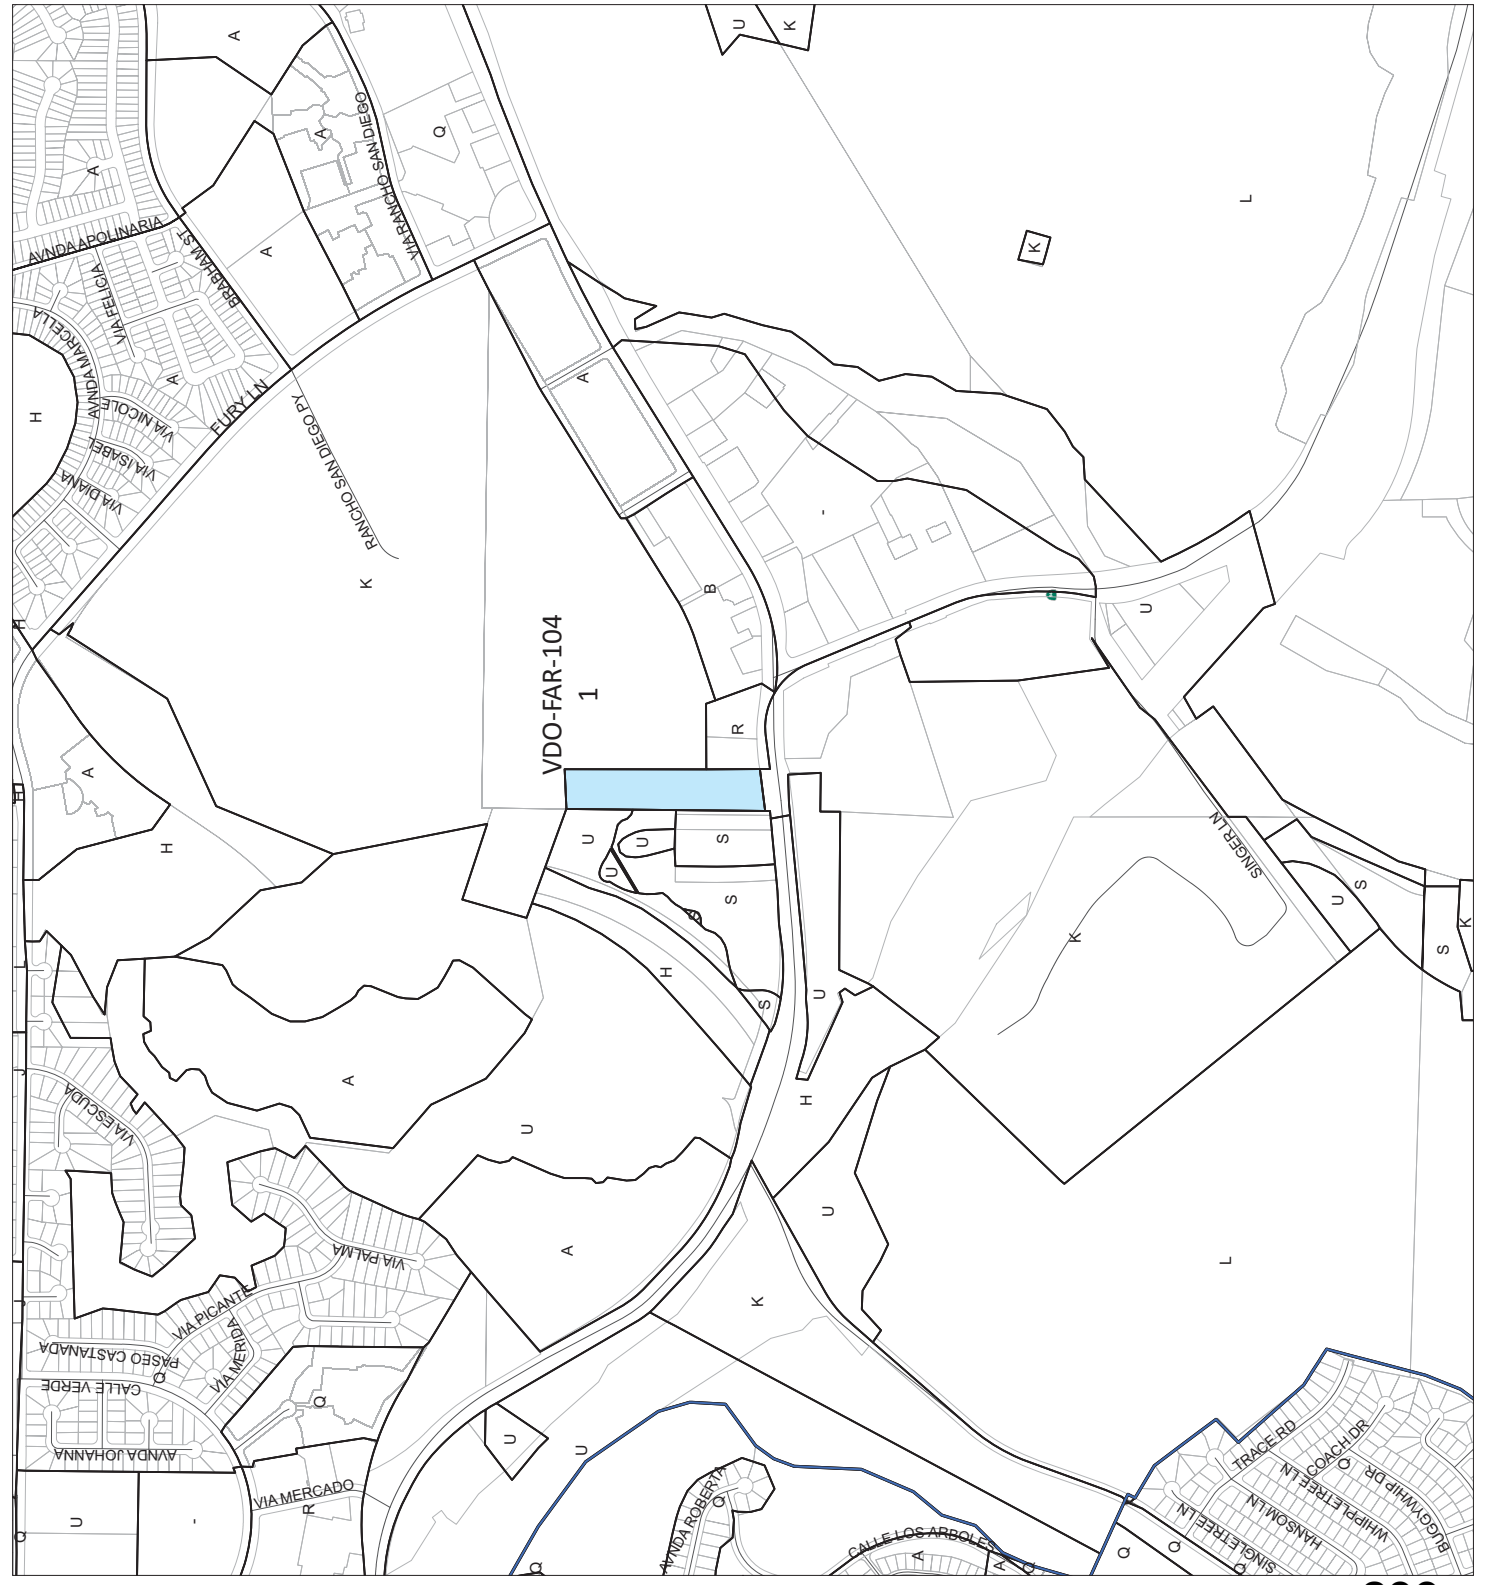 U
K
A
A
Q
A
VIA RANCHO SAN DIEGO
AVNDA APOLINARIA
BRABHAM ST
A
VIA FELICIA
AVNDA MARCELLA
K
L
A
A
H
VIA NICOLE
VIA ISABEL
VIA DIANA
FURY LN
RANCHO SAN DIEGO PY
K
-
B
U
H
VDO-FAR-104
1
R
A
H
H
U
U
U
S
S
S
H
S
U
SINGER LN
U
S
S
K
K
L
J
A
U
H
VIA ESCUDA
U
A
L
K
VIA PALMA
VIA PICANTE
VIA MERIDA
J
PASEO CASTANADA
Q
CALLE VERDE
Q
AVNDA JOHANNA
VIA MERCADO
R
U
-
Q
U
U
Q
AVNDA ROBERTA
Q
CALLE LOS ARBOLES
A
A
Q
Q
Q
Q
TRACE RD
COACH DR
Q
WHIPPLETREE LN
HANSOM LN
SINGLETREE LN
BUGGYWHIP DR